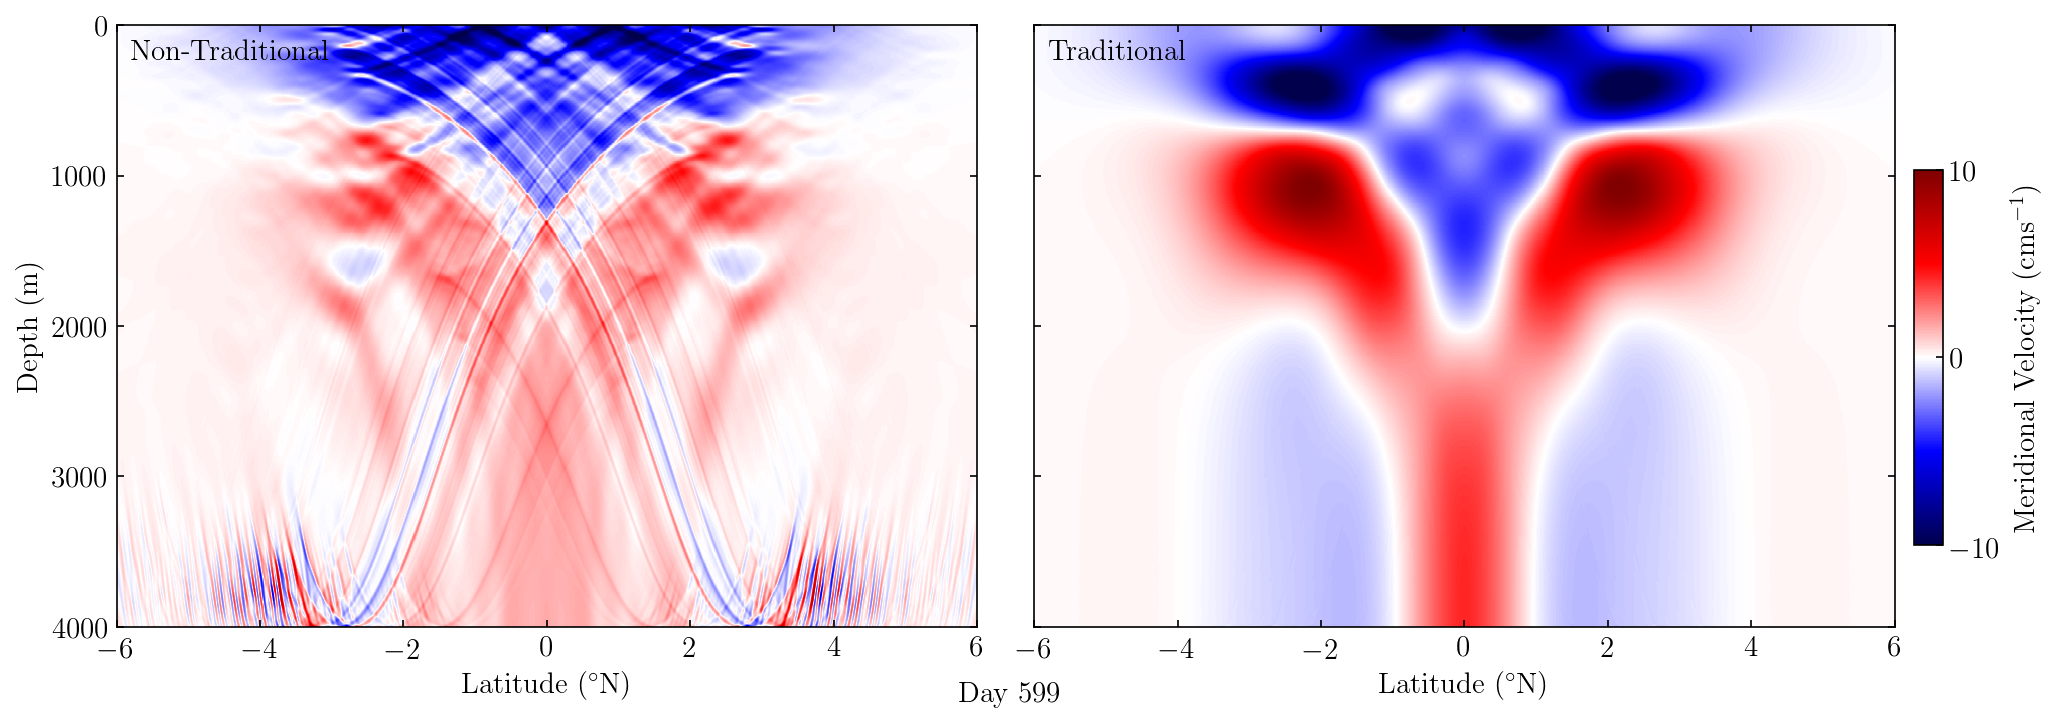 Non-Traditional
Traditional
0
1000
2000
3000
4000
Depth (m)
−6 −4 −2 0 2 4 6
−6 −4 −2 0 2 4 6
Latitude (°N)
Latitude (°N)
Day 599
10
0
−10
Meridional Velocity (cms⁻¹)